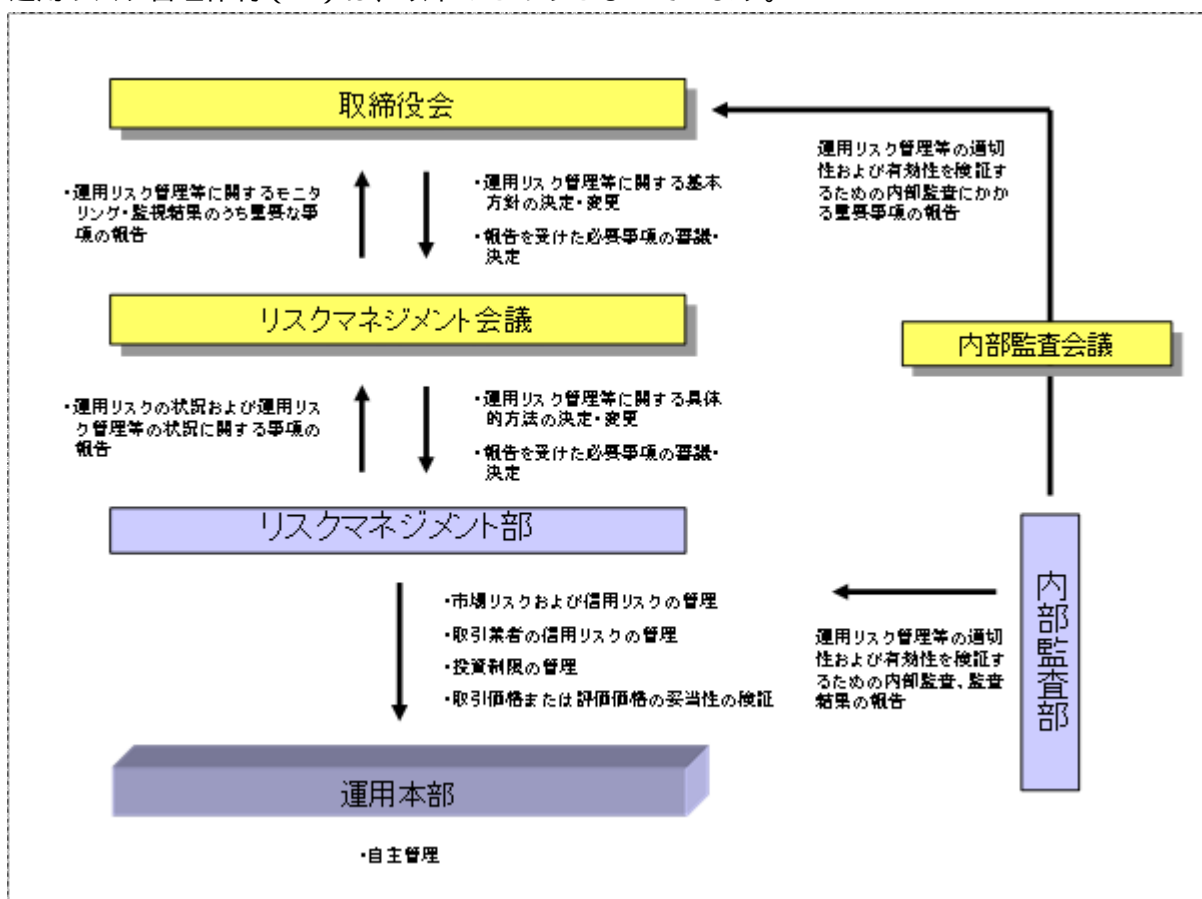 取締役会
・運用リスク管理等に関するモニタ
リング・監視結果のうち重要な事
項の報告
・運用リスク管理等に関する基本
方針の決定・変更
・報告を受けた必要事項の審議・
決定
運用リスク管理等の適切
性および有効性を検証す
るための内部監査にかか
る重要事項の報告
リスクマネジメント会議
内部監査会議
・運用リスクの状況および運用リス
ク管理等の状況に関する事項の
報告
・運用リスク管理等に関する具体
的方法の決定・変更
・報告を受けた必要事項の審議・
決定
リスクマネジメント部
・市場リスクおよび信用リスクの管理
・取引業者の信用リスクの管理
・投資制限の管理
・取引価格または評価価格の妥当性の検証
運用リスク管理等の適切
性および有効性を検証す
るための内部監査、監査
結果の報告
内部監査部
運用本部
・自主管理